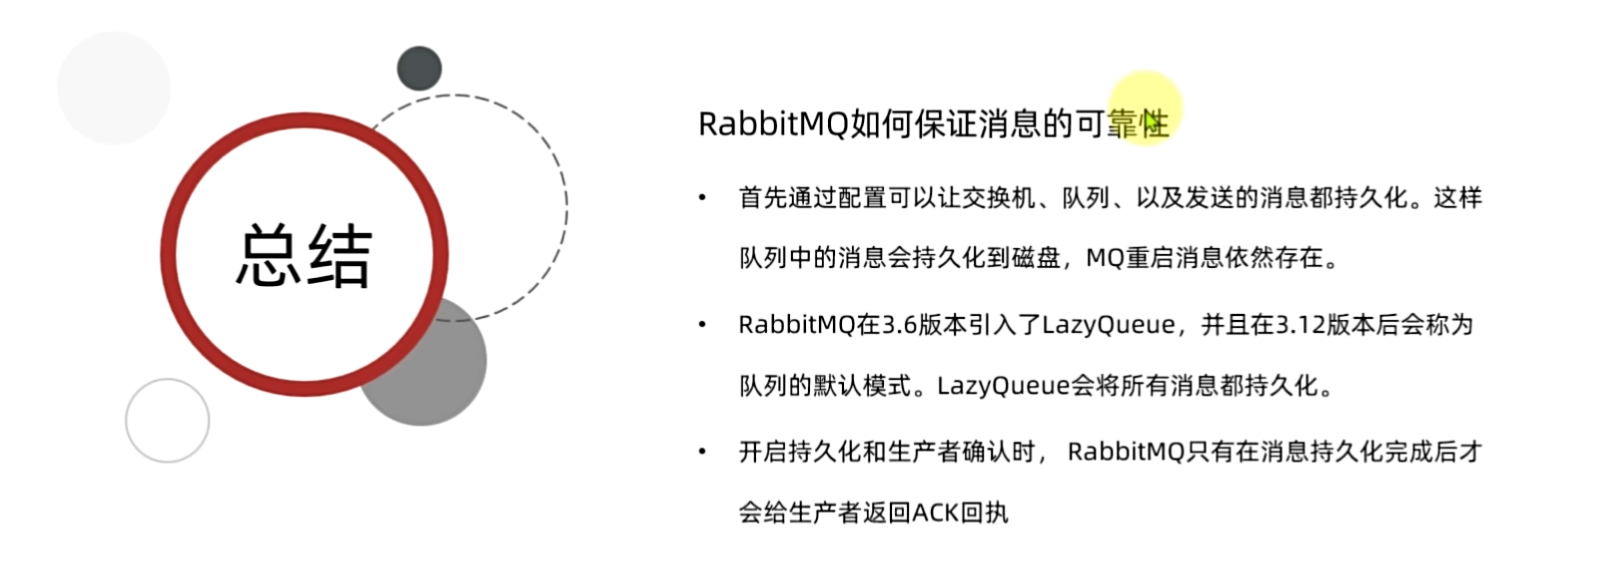 总结
RabbitMQ如何保证消息的可靠性
• 首先通过配置可以让交换机、队列、以及发送的消息都持久化。这样
队列中的消息会持久化到磁盘，MQ重启消息依然存在。
• RabbitMQ在3.6版本引入了LazyQueue，并且在3.12版本后会称为
队列的默认模式。LazyQueue会将所有消息都持久化。
• 开启持久化和生产者确认时， RabbitMQ只有在消息持久化完成后才
会给生产者返回ACK回执